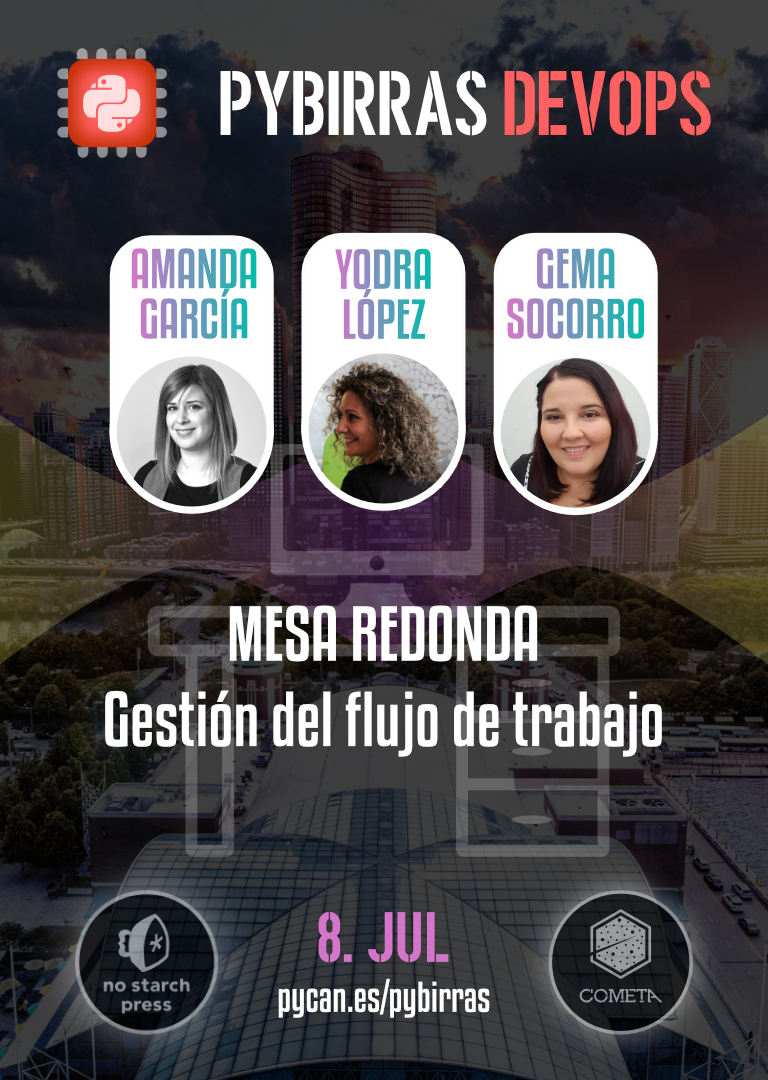 PYBIRRAS DEVOPS
AMANDA
GARCÍA
YODRA
LÓPEZ
GEMA
SOCORRO
MESA REDONDA
Gestión del flujo de trabajo
no starch
press
8. JUL
pycan.es/pybirras
COMETA